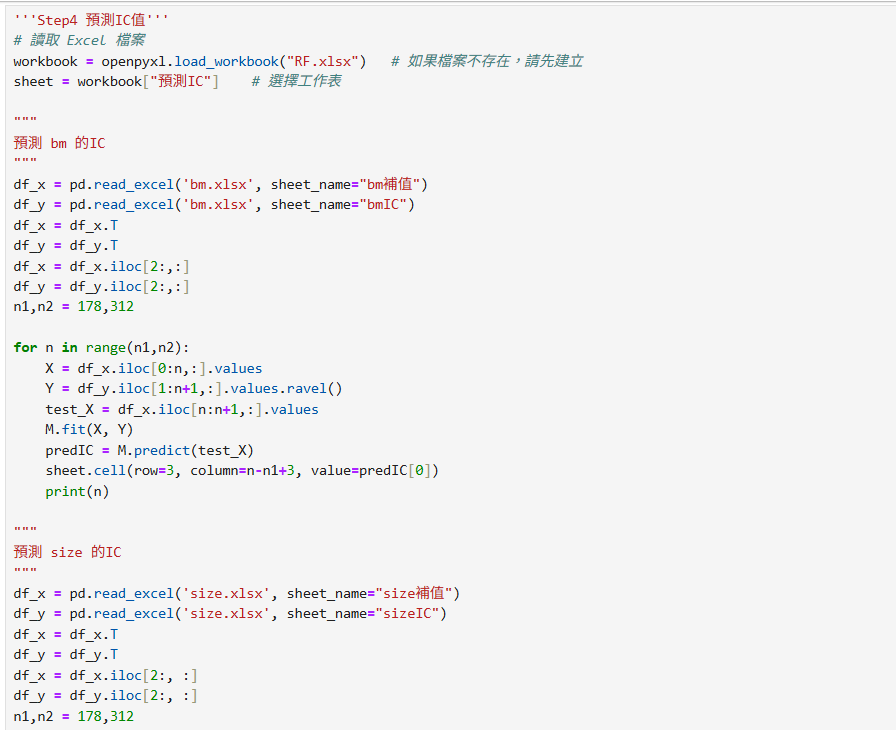 '''Step4 預測IC值'''
# 讀取 Excel 檔案
workbook = openpyxl.load_workbook("RF.xlsx")   # 如果檔案不存在，請先建立
sheet = workbook["預測IC"]    # 選擇工作表
"""
預測 bm 的IC
"""
df_x = pd.read_excel('bm.xlsx', sheet_name="bm補值")
df_y = pd.read_excel('bm.xlsx', sheet_name="bmIC")
df_x = df_x.T
df_y = df_y.T
df_x = df_x.iloc[2:,:]
df_y = df_y.iloc[2:,:]
n1,n2 = 178,312
for n in range(n1,n2):
    X = df_x.iloc[0:n,:].values
    Y = df_y.iloc[1:n+1,:].values.ravel()
    test_X = df_x.iloc[n:n+1,:].values
    M.fit(X, Y)
    predIC = M.predict(test_X)
    sheet.cell(row=3, column=n-n1+3, value=predIC[0])
    print(n)
"""
預測 size 的IC
"""
df_x = pd.read_excel('size.xlsx', sheet_name="size補值")
df_y = pd.read_excel('size.xlsx', sheet_name="sizeIC")
df_x = df_x.T
df_y = df_y.T
df_x = df_x.iloc[2:, :]
df_y = df_y.iloc[2:, :]
n1,n2 = 178,312